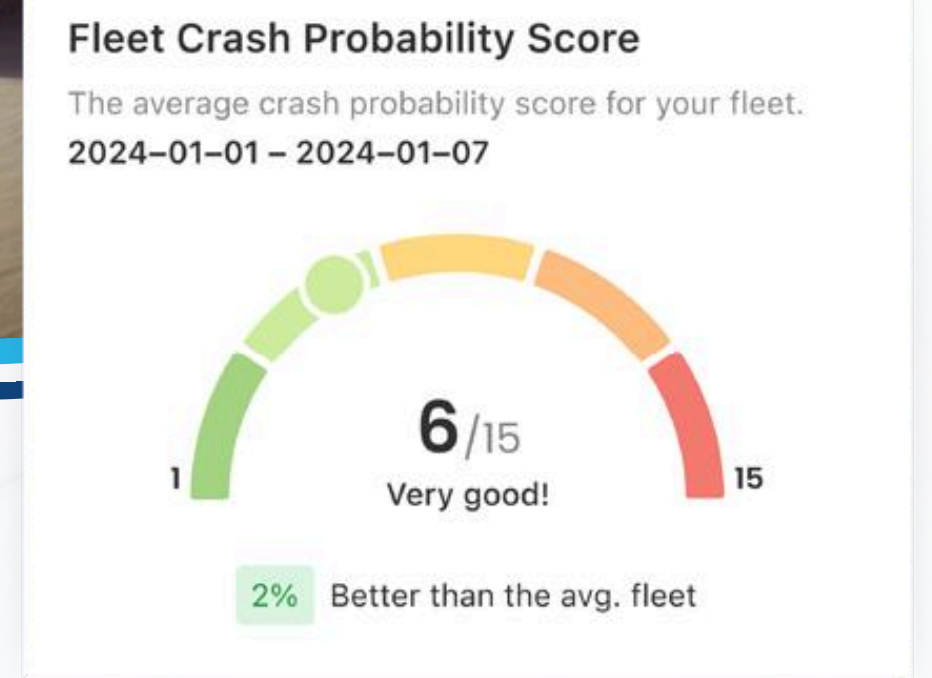 Fleet Crash Probability Score
The average crash probability score for your fleet.
2024–01–01 – 2024–01–07
6/15
1
15
Very good!
2% Better than the avg. fleet